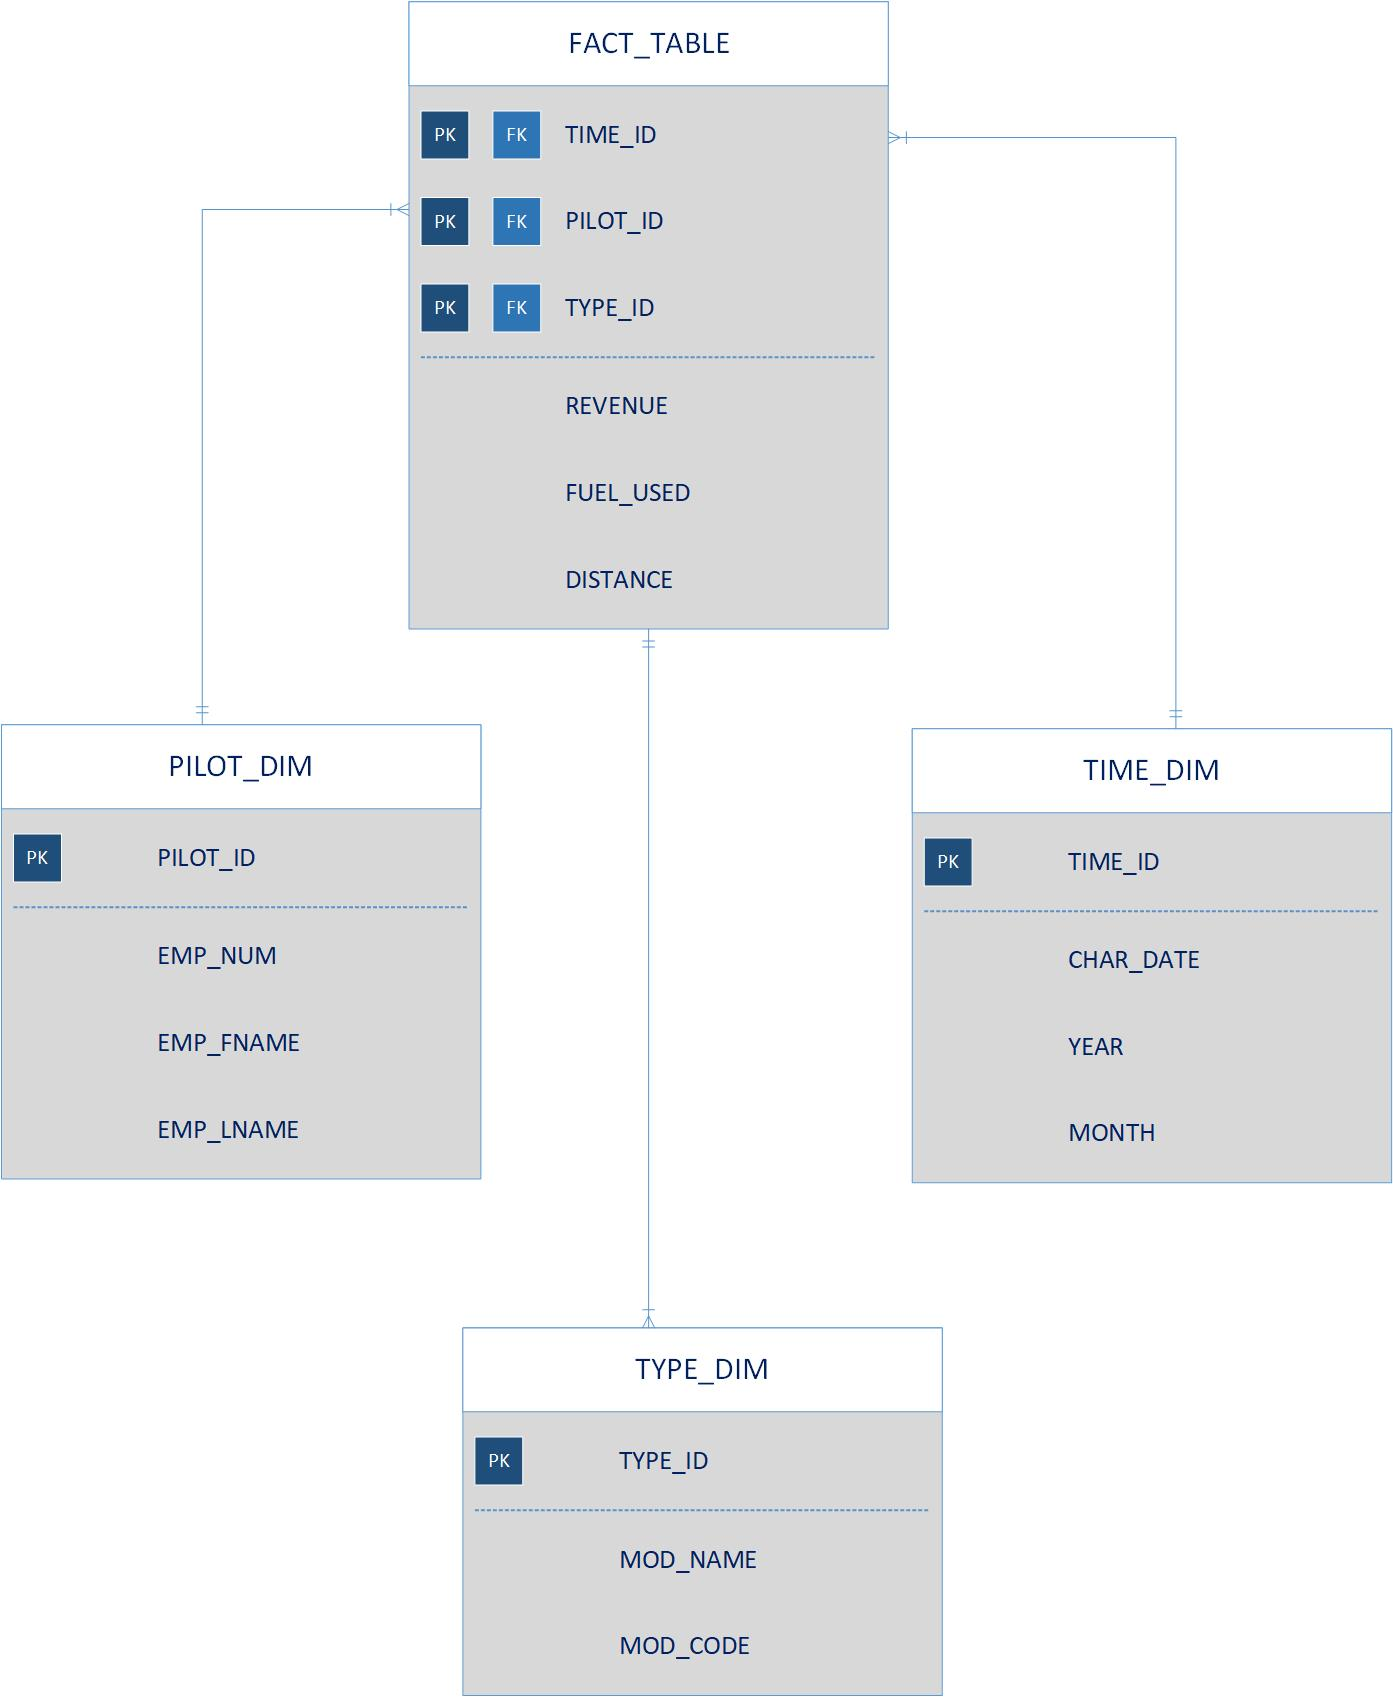 FACT_TABLE
PK FK TIME_ID
PK FK PILOT_ID
PK FK TYPE_ID
REVENUE
FUEL_USED
DISTANCE
PILOT_DIM
PK PILOT_ID
EMP_NUM
EMP_FNAME
EMP_LNAME
TIME_DIM
PK TIME_ID
CHAR_DATE
YEAR
MONTH
TYPE_DIM
PK TYPE_ID
MOD_NAME
MOD_CODE